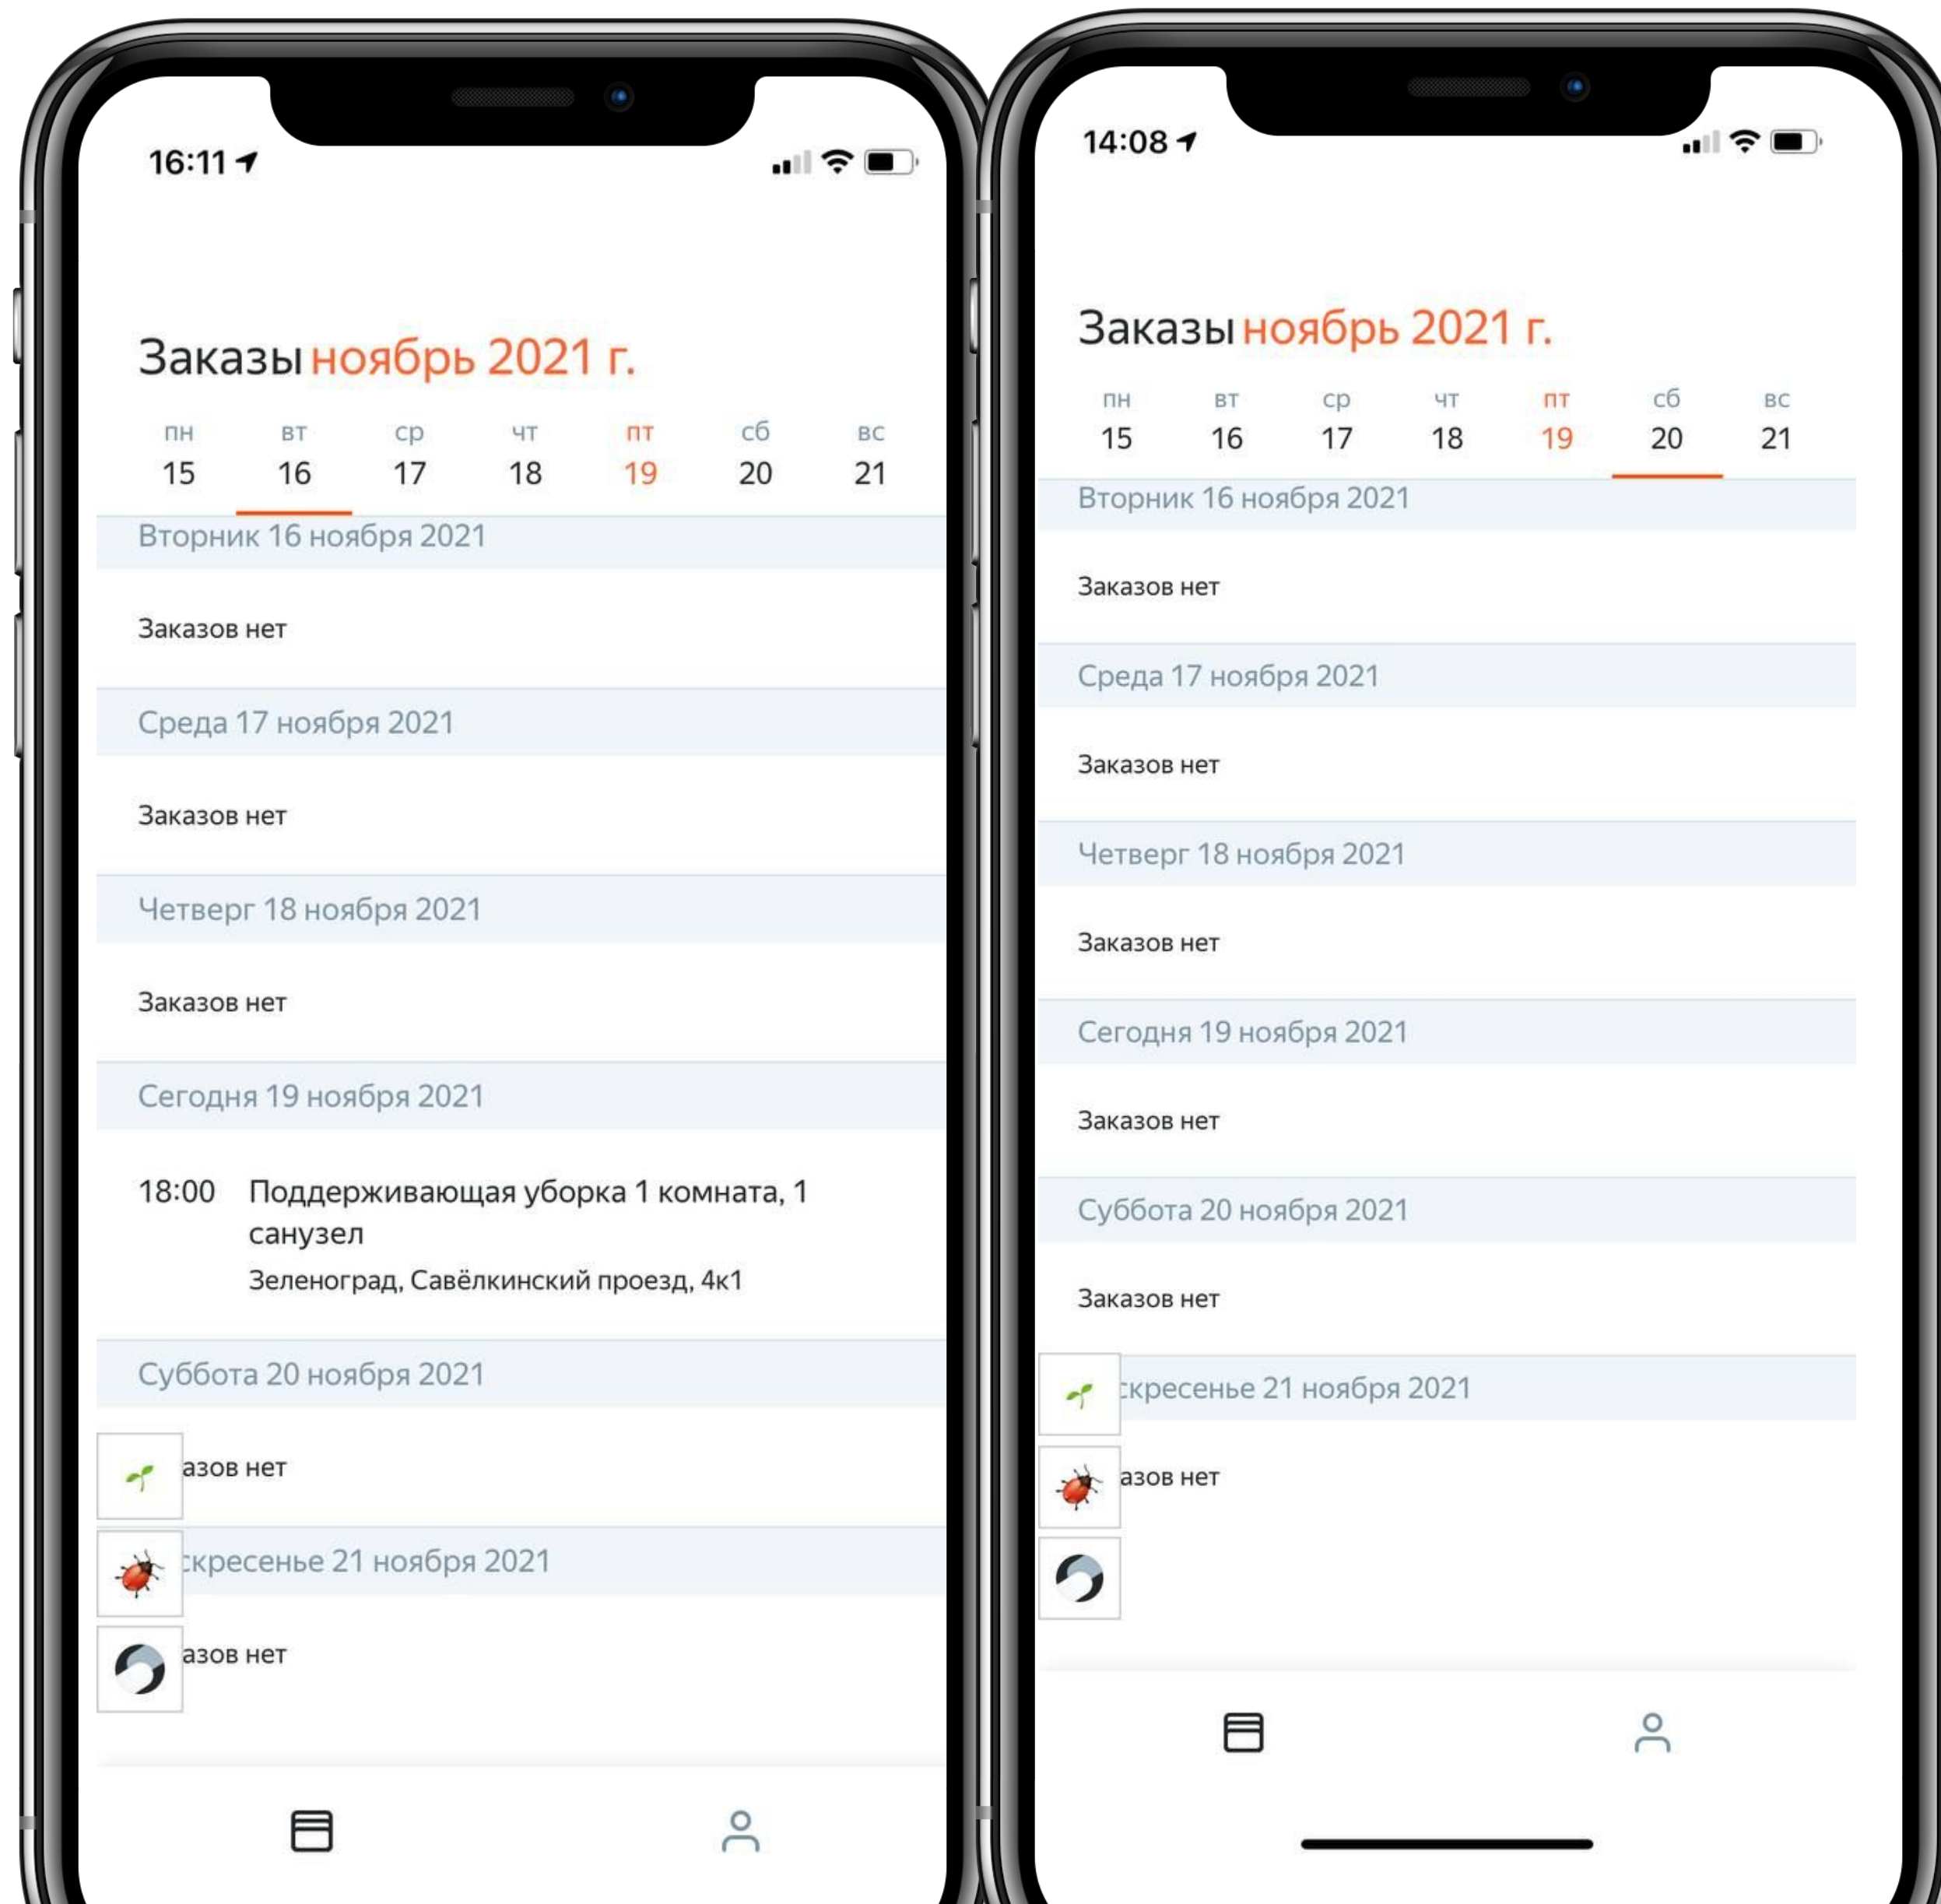 16:11
Заказы ноябрь 2021 г.
пн вт ср чт пт сб вс
15 16 17 18 19 20 21
Вторник 16 ноября 2021
Заказов нет
Среда 17 ноября 2021
Заказов нет
Четверг 18 ноября 2021
Заказов нет
Сегодня 19 ноября 2021
18:00 Поддерживающая уборка 1 комната, 1
санузел
Зеленоград, Савёлкинский проезд, 4к1
Суббота 20 ноября 2021
азов нет
скресенье 21 ноября 2021
азов нет
14:08
Заказы ноябрь 2021 г.
пн вт ср чт пт сб вс
15 16 17 18 19 20 21
Вторник 16 ноября 2021
Заказов нет
Среда 17 ноября 2021
Заказов нет
Четверг 18 ноября 2021
Заказов нет
Сегодня 19 ноября 2021
Заказов нет
Суббота 20 ноября 2021
Заказов нет
скресенье 21 ноября 2021
азов нет